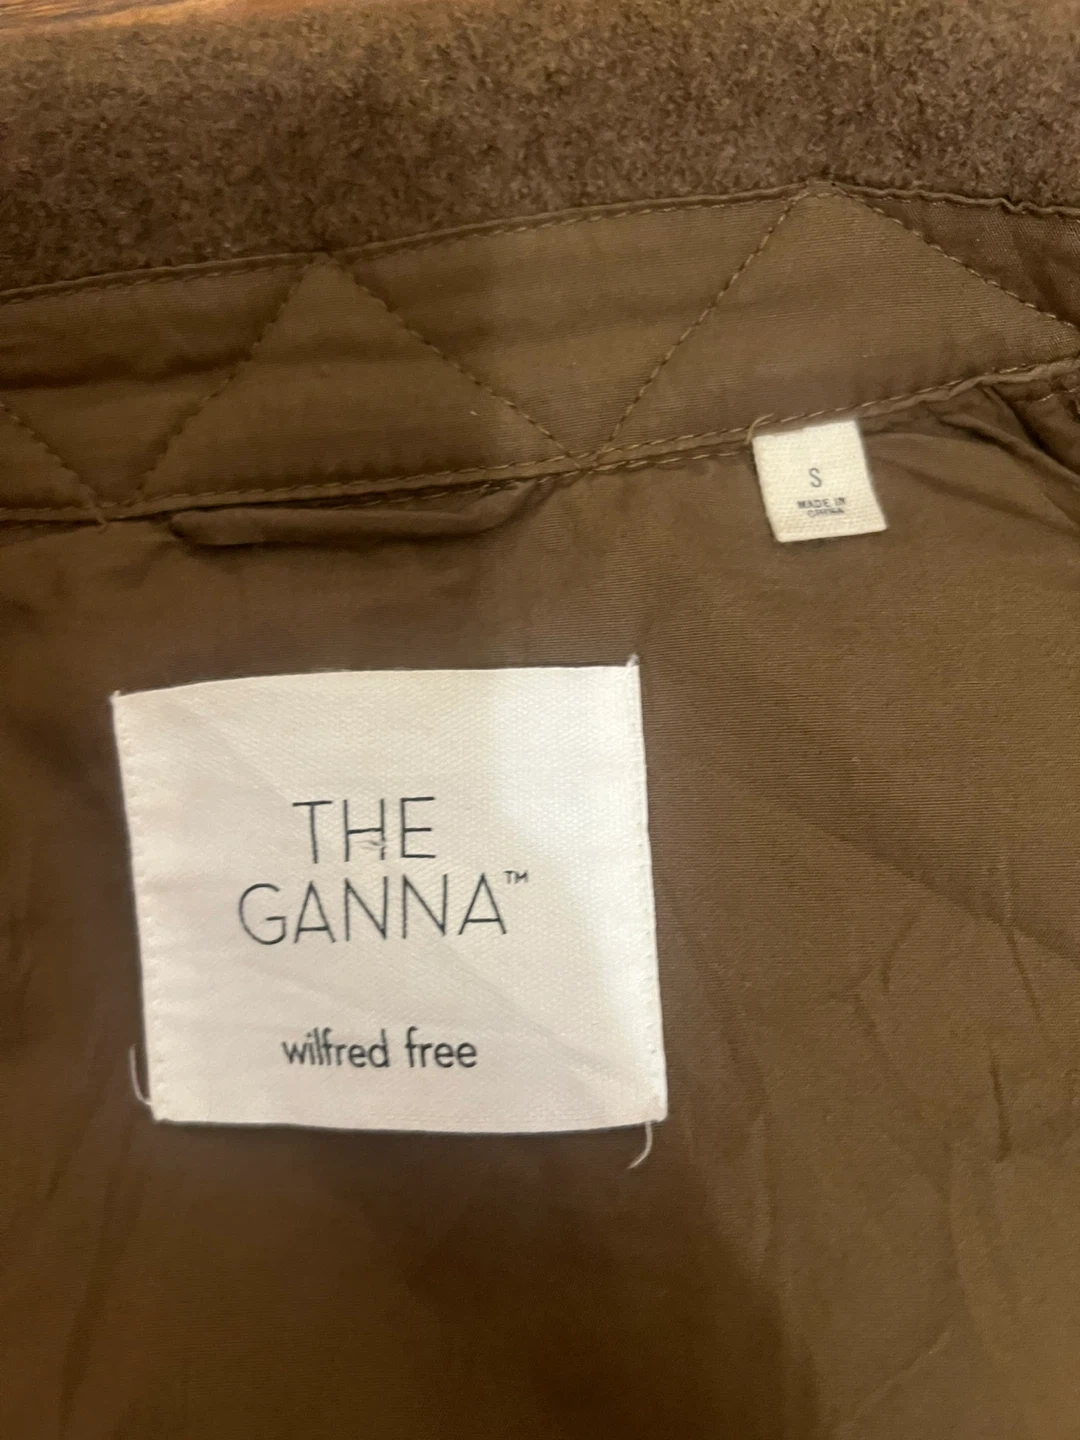 S
MADE IN
CHINA
THE
GANNA™
wilfred free